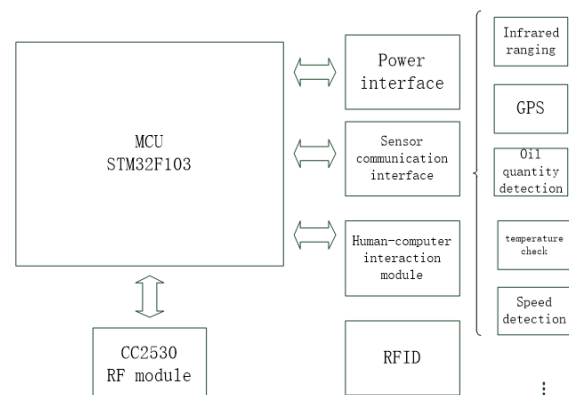 MCU
STM32F103
CC2530
RF module
Power
interface
Sensor
communication
interface
Human-computer
interaction
module
RFID
Infrared
ranging
GPS
Oil
quantity
detection
temperature
check
Speed
detection